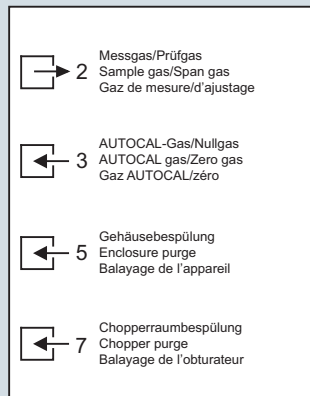 2
Messgas/Prüfgas
Sample gas/Span gas
Gaz de mesure/d'ajustage
3
AUTOCAL-Gas/Nullgas
AUTOCAL gas/Zero gas
Gaz AUTOCAL/zéro
5
Gehäusebespülung
Enclosure purge
Balayage de l'appareil
7
Chopperraumbespülung
Chopper purge
Balayage de l'obturateur